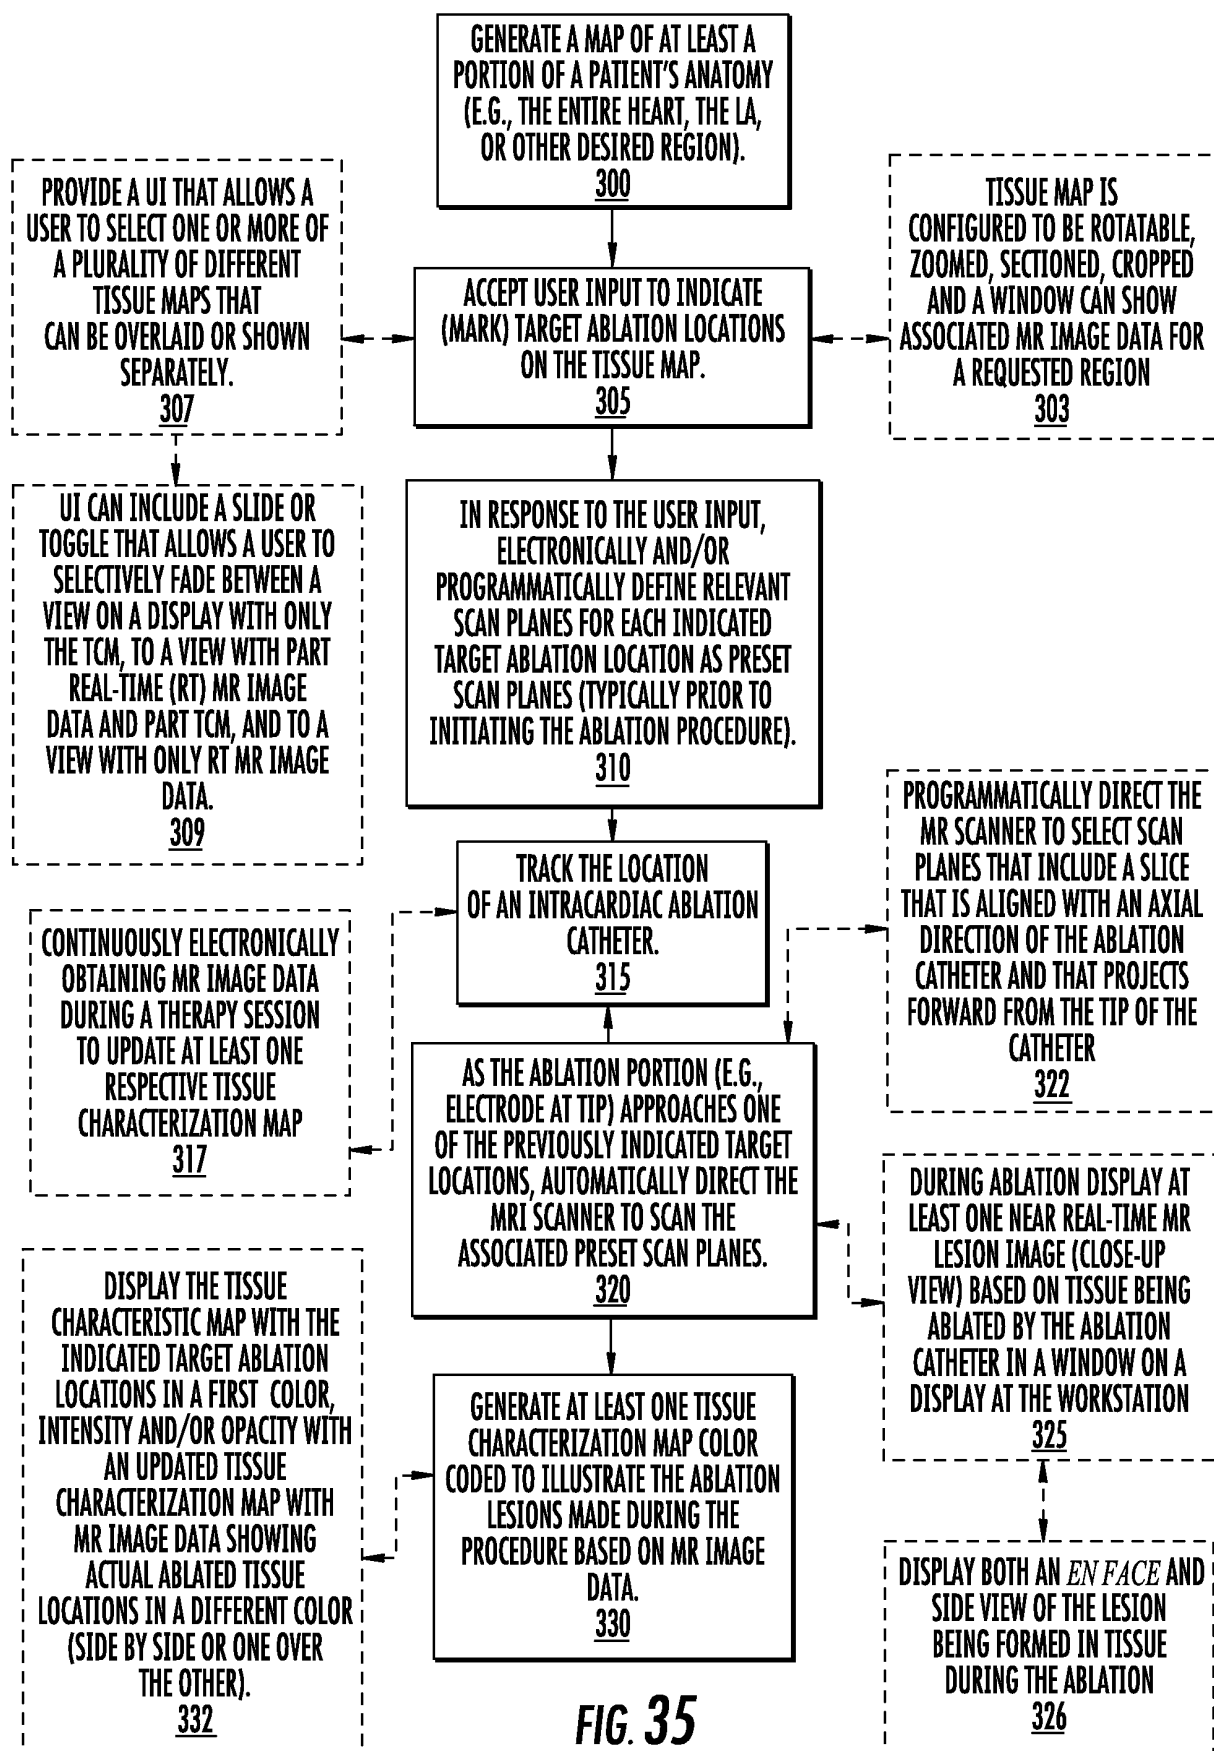 GENERATE A MAP OF AT LEAST A
PORTION OF A PATIENT'S ANATOMY
(E.G., THE ENTIRE HEART, THE LA,
OR OTHER DESIRED REGION).
300
PROVIDE A UI THAT ALLOWS A
USER TO SELECT ONE OR MORE OF
A PLURALITY OF DIFFERENT
TISSUE MAPS THAT
CAN BE OVERLAID OR SHOWN
SEPARATELY.
307
ACCEPT USER INPUT TO INDICATE
(MARK) TARGET ABLATION LOCATIONS
ON THE TISSUE MAP.
305
TISSUE MAP IS
CONFIGURED TO BE ROTATABLE,
ZOOMED, SECTIONED, CROPPED
AND A WINDOW CAN SHOW
ASSOCIATED MR IMAGE DATA FOR
A REQUESTED REGION
303
UI CAN INCLUDE A SLIDE OR
TOGGLE THAT ALLOWS A USER TO
SELECTIVELY FADE BETWEEN A
VIEW ON A DISPLAY WITH ONLY
THE TCM, TO A VIEW WITH PART
REAL-TIME (RT) MR IMAGE
DATA AND PART TCM, AND TO A
VIEW WITH ONLY RT MR IMAGE
DATA.
309
IN RESPONSE TO THE USER INPUT,
ELECTRONICALLY AND/OR
PROGRAMMATICALLY DEFINE RELEVANT
SCAN PLANES FOR EACH INDICATED
TARGET ABLATION LOCATION AS PRESET
SCAN PLANES (TYPICALLY PRIOR TO
INITIATING THE ABLATION PROCEDURE).
310
TRACK THE LOCATION
OF AN INTRACARDIAC ABLATION
CATHETER.
315
PROGRAMMATICALLY DIRECT THE
MR SCANNER TO SELECT SCAN
PLANES THAT INCLUDE A SLICE
THAT IS ALIGNED WITH AN AXIAL
DIRECTION OF THE ABLATION
CATHETER AND THAT PROJECTS
FORWARD FROM THE TIP OF THE
CATHETER
322
CONTINUOUSLY ELECTRONICALLY
OBTAINING MR IMAGE DATA
DURING A THERAPY SESSION
TO UPDATE AT LEAST ONE
RESPECTIVE TISSUE
CHARACTERIZATION MAP
317
AS THE ABLATION PORTION (E.G.,
ELECTRODE AT TIP) APPROACHES ONE
OF THE PREVIOUSLY INDICATED TARGET
LOCATIONS, AUTOMATICALLY DIRECT THE
MRI SCANNER TO SCAN THE
ASSOCIATED PRESET SCAN PLANES.
320
DURING ABLATION DISPLAY AT
LEAST ONE NEAR REAL-TIME MR
LESION IMAGE (CLOSE-UP
VIEW) BASED ON TISSUE BEING
ABLATED BY THE ABLATION
CATHETER IN A WINDOW ON A
DISPLAY AT THE WORKSTATION
325
DISPLAY THE TISSUE
CHARACTERISTIC MAP WITH THE
INDICATED TARGET ABLATION
LOCATIONS IN A FIRST COLOR,
INTENSITY AND/OR OPACITY WITH
AN UPDATED TISSUE
CHARACTERIZATION MAP WITH
MR IMAGE DATA SHOWING
ACTUAL ABLATED TISSUE
LOCATIONS IN A DIFFERENT COLOR
(SIDE BY SIDE OR ONE OVER
THE OTHER).
332
GENERATE AT LEAST ONE TISSUE
CHARACTERIZATION MAP COLOR
CODED TO ILLUSTRATE THE ABLATION
LESIONS MADE DURING THE
PROCEDURE BASED ON MR IMAGE
DATA.
330
DISPLAY BOTH AN EN FACE AND
SIDE VIEW OF THE LESION
BEING FORMED IN TISSUE
DURING THE ABLATION
326
FIG. 35